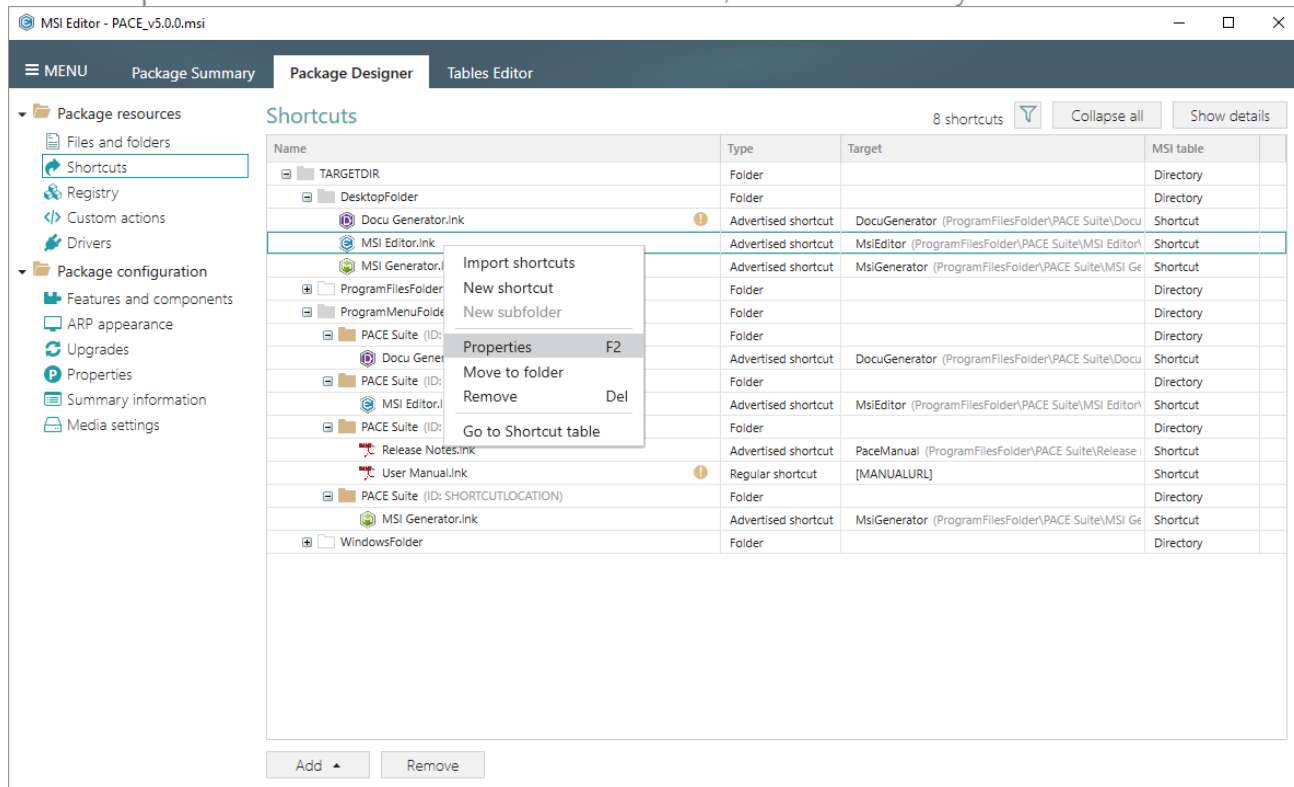 MSI Editor - PACE_v5.0.0.msi
MENU Package Summary Package Designer Tables Editor
Package resources
Files and folders
Shortcuts
Registry
Custom actions
Drivers
Package configuration
Features and components
ARP appearance
Upgrades
Properties
Summary information
Media settings
Shortcuts 8 shortcuts Collapse all Show details
Name Type Target MSI table
TARGETDIR Folder Directory
DesktopFolder Folder Directory
Docu Generator.lnk Advertised shortcut DocuGenerator (ProgramFilesFolder\PACE Suite\Docu Shortcut
MSI Editor.lnk Advertised shortcut MsiEditor (ProgramFilesFolder\PACE Suite\MSI Editor\ Shortcut
MSI Generator.l Advertised shortcut MsiGenerator (ProgramFilesFolder\PACE Suite\MSI Ge Shortcut
ProgramFilesFolder Folder Directory
ProgramMenuFolde Folder Directory
PACE Suite (ID: Folder Directory
Docu Gener Advertised shortcut DocuGenerator (ProgramFilesFolder\PACE Suite\Docu Shortcut
PACE Suite (ID: Folder Directory
MSI Editor.l Advertised shortcut MsiEditor (ProgramFilesFolder\PACE Suite\MSI Editor\ Shortcut
PACE Suite (ID: Folder Directory
Release Notes.lnk Advertised shortcut PaceManual (ProgramFilesFolder\PACE Suite\Release Shortcut
User Manual.lnk Regular shortcut [MANUALURL] Shortcut
PACE Suite (ID: SHORTCUTLOCATION) Folder Directory
MSI Generator.lnk Advertised shortcut MsiGenerator (ProgramFilesFolder\PACE Suite\MSI Ge Shortcut
WindowsFolder Folder Directory
Import shortcuts
New shortcut
New subfolder
Properties F2
Move to folder
Remove Del
Go to Shortcut table
Add Remove